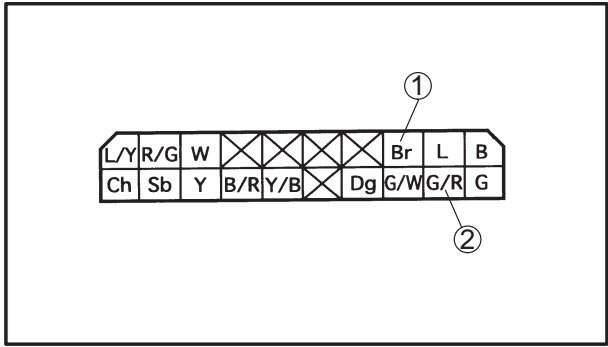 ①
L/Y R/G W Br L B
Ch Sb Y B/R Y/B Dg G/W G/R G
②